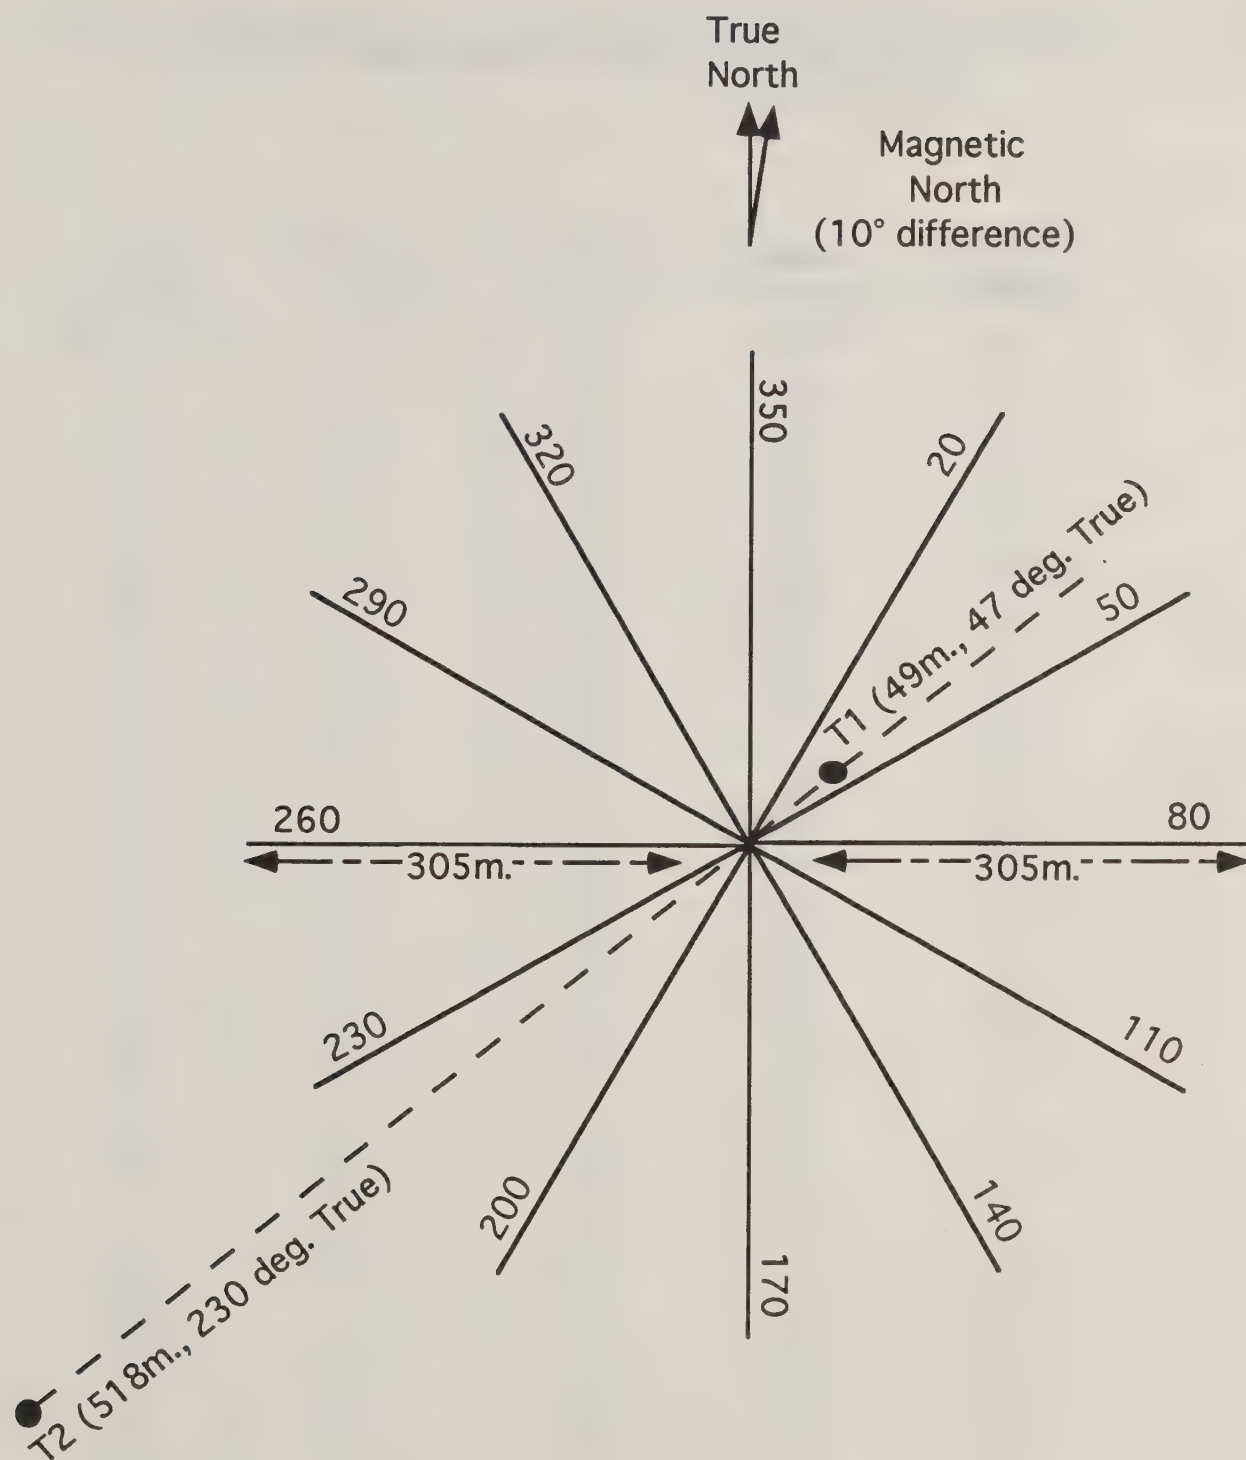 True
North
Magnetic
North
(10° difference)
350
320
20
290
T1 (49m., 47 deg. True)
50
260
80
305m.
305m.
230
110
200
140
170
T2 (518m., 230 deg. True)